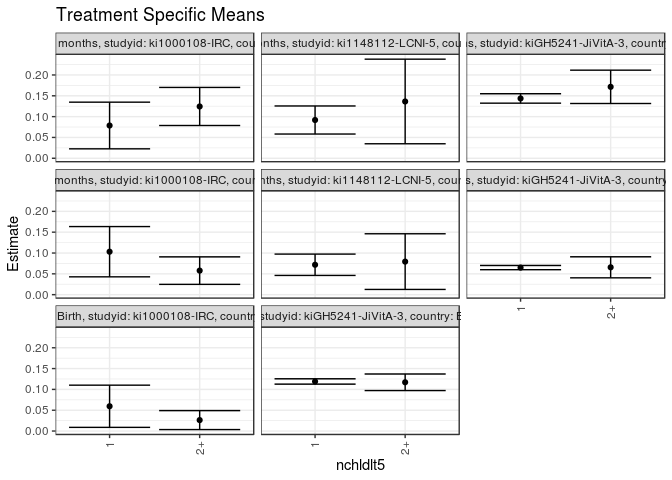 Treatment Specific Means
months, studyid: ki1000108-IRC, cou
nths, studyid: ki1148112-LCNI-5, cou
s, studyid: kiGH5241-JiVitA-3, country
0.20
0.15
0.10
0.05
0.00
months, studyid: ki1000108-IRC, cou
nths, studyid: ki1148112-LCNI-5, cou
s, studyid: kiGH5241-JiVitA-3, country
0.20
0.15
0.10
0.05
0.00
Birth, studyid: ki1000108-IRC, countr
studyid: kiGH5241-JiVitA-3, country: B
0.20
0.15
0.10
0.05
0.00
1
2+
1
2+
1
2+
Estimate
nchldlt5